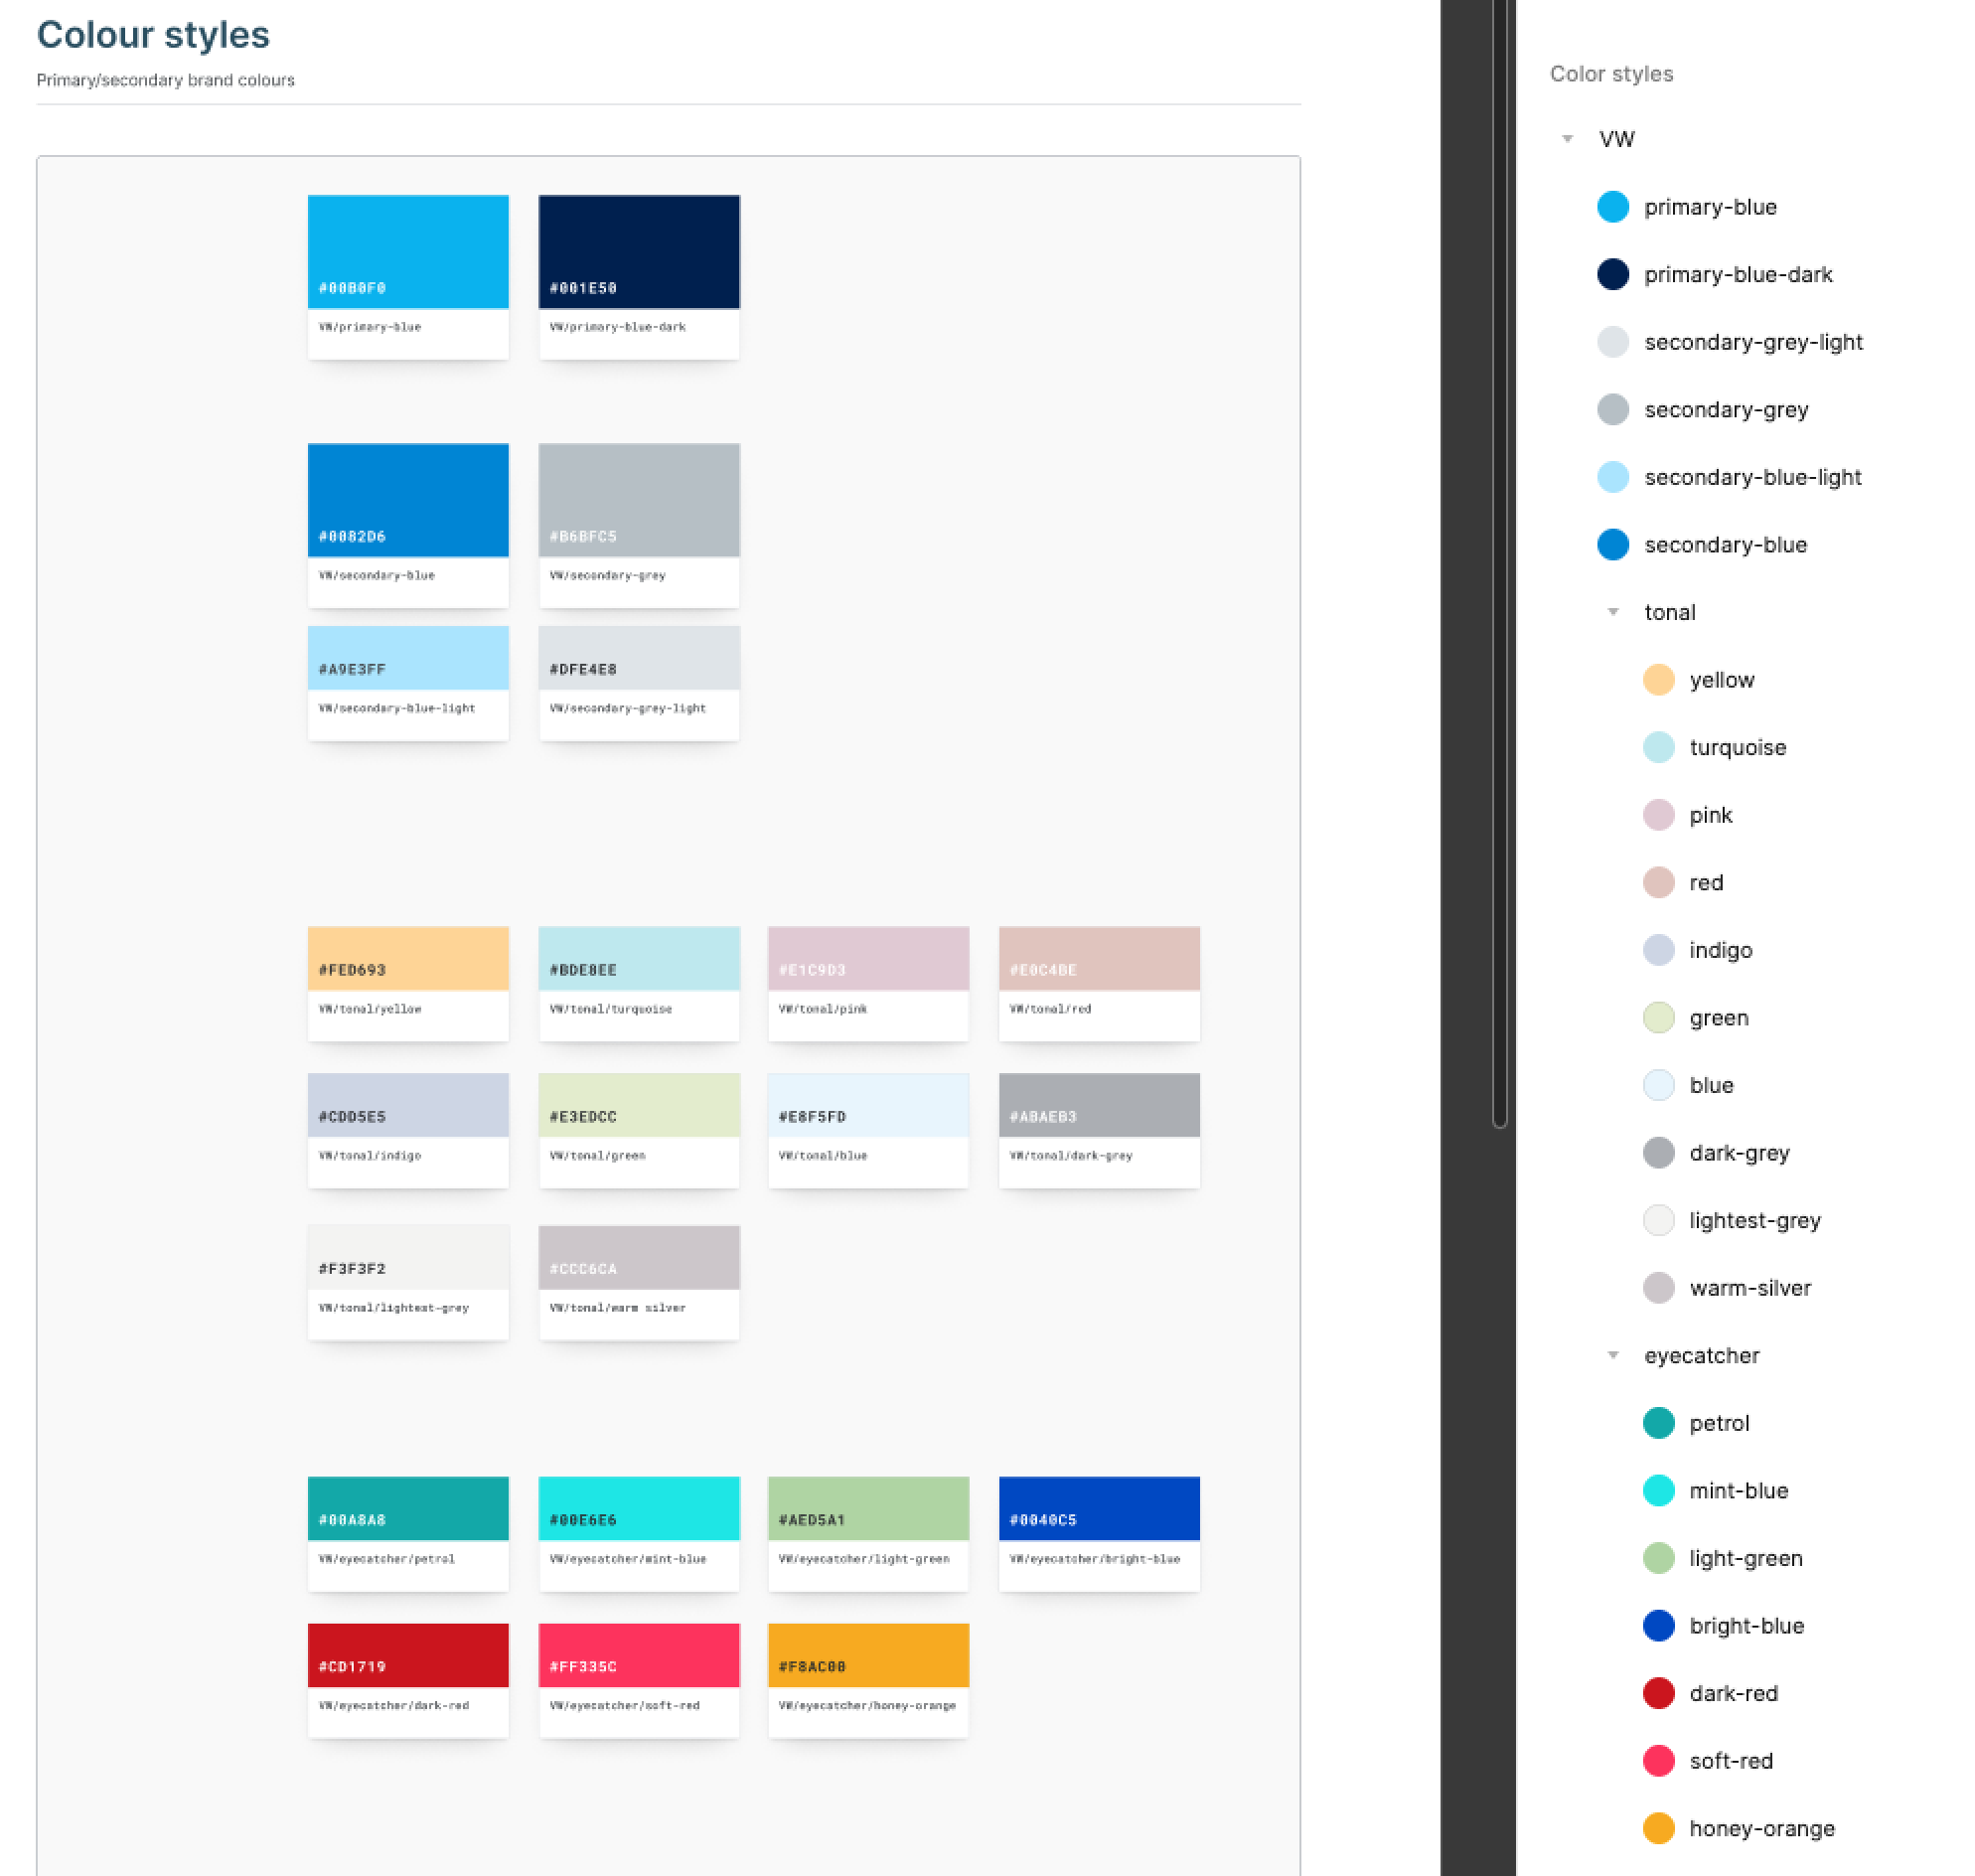 Colour styles
Primary/secondary brand colours
#00B0F0
#001E50
VW/primary-blue
VW/primary-blue-dark
#0082D6
#B6BFC5
VW/secondary-blue
VW/secondary-grey
#A9E3FF
#DFE4E8
VW/secondary-blue-light
VW/secondary-grey-light
#FED693
#BDE8EE
#E1C9D3
#E0C4BE
VW/tonal/yellow
VW/tonal/turquoise
VW/tonal/pink
VW/tonal/red
#CDD5E5
#E3EDCC
#E8F5FD
#ABAEB3
VW/tonal/indigo
VW/tonal/green
VW/tonal/blue
VW/tonal/dark-grey
#F3F3F2
#CCC6CA
VW/tonal/lightest-grey
VW/tonal/warm silver
#00A8A8
#00E6E6
#AED5A1
#0040C5
VW/eyecatcher/petrol
VW/eyecatcher/mint-blue
VW/eyecatcher/light-green
VW/eyecatcher/bright-blue
#CD1719
#FF335C
#F8AC00
VW/eyecatcher/dark-red
VW/eyecatcher/soft-red
VW/eyecatcher/honey-orange
Color styles
VW
primary-blue
primary-blue-dark
secondary-grey-light
secondary-grey
secondary-blue-light
secondary-blue
tonal
yellow
turquoise
pink
red
indigo
green
blue
dark-grey
lightest-grey
warm-silver
eyecatcher
petrol
mint-blue
light-green
bright-blue
dark-red
soft-red
honey-orange